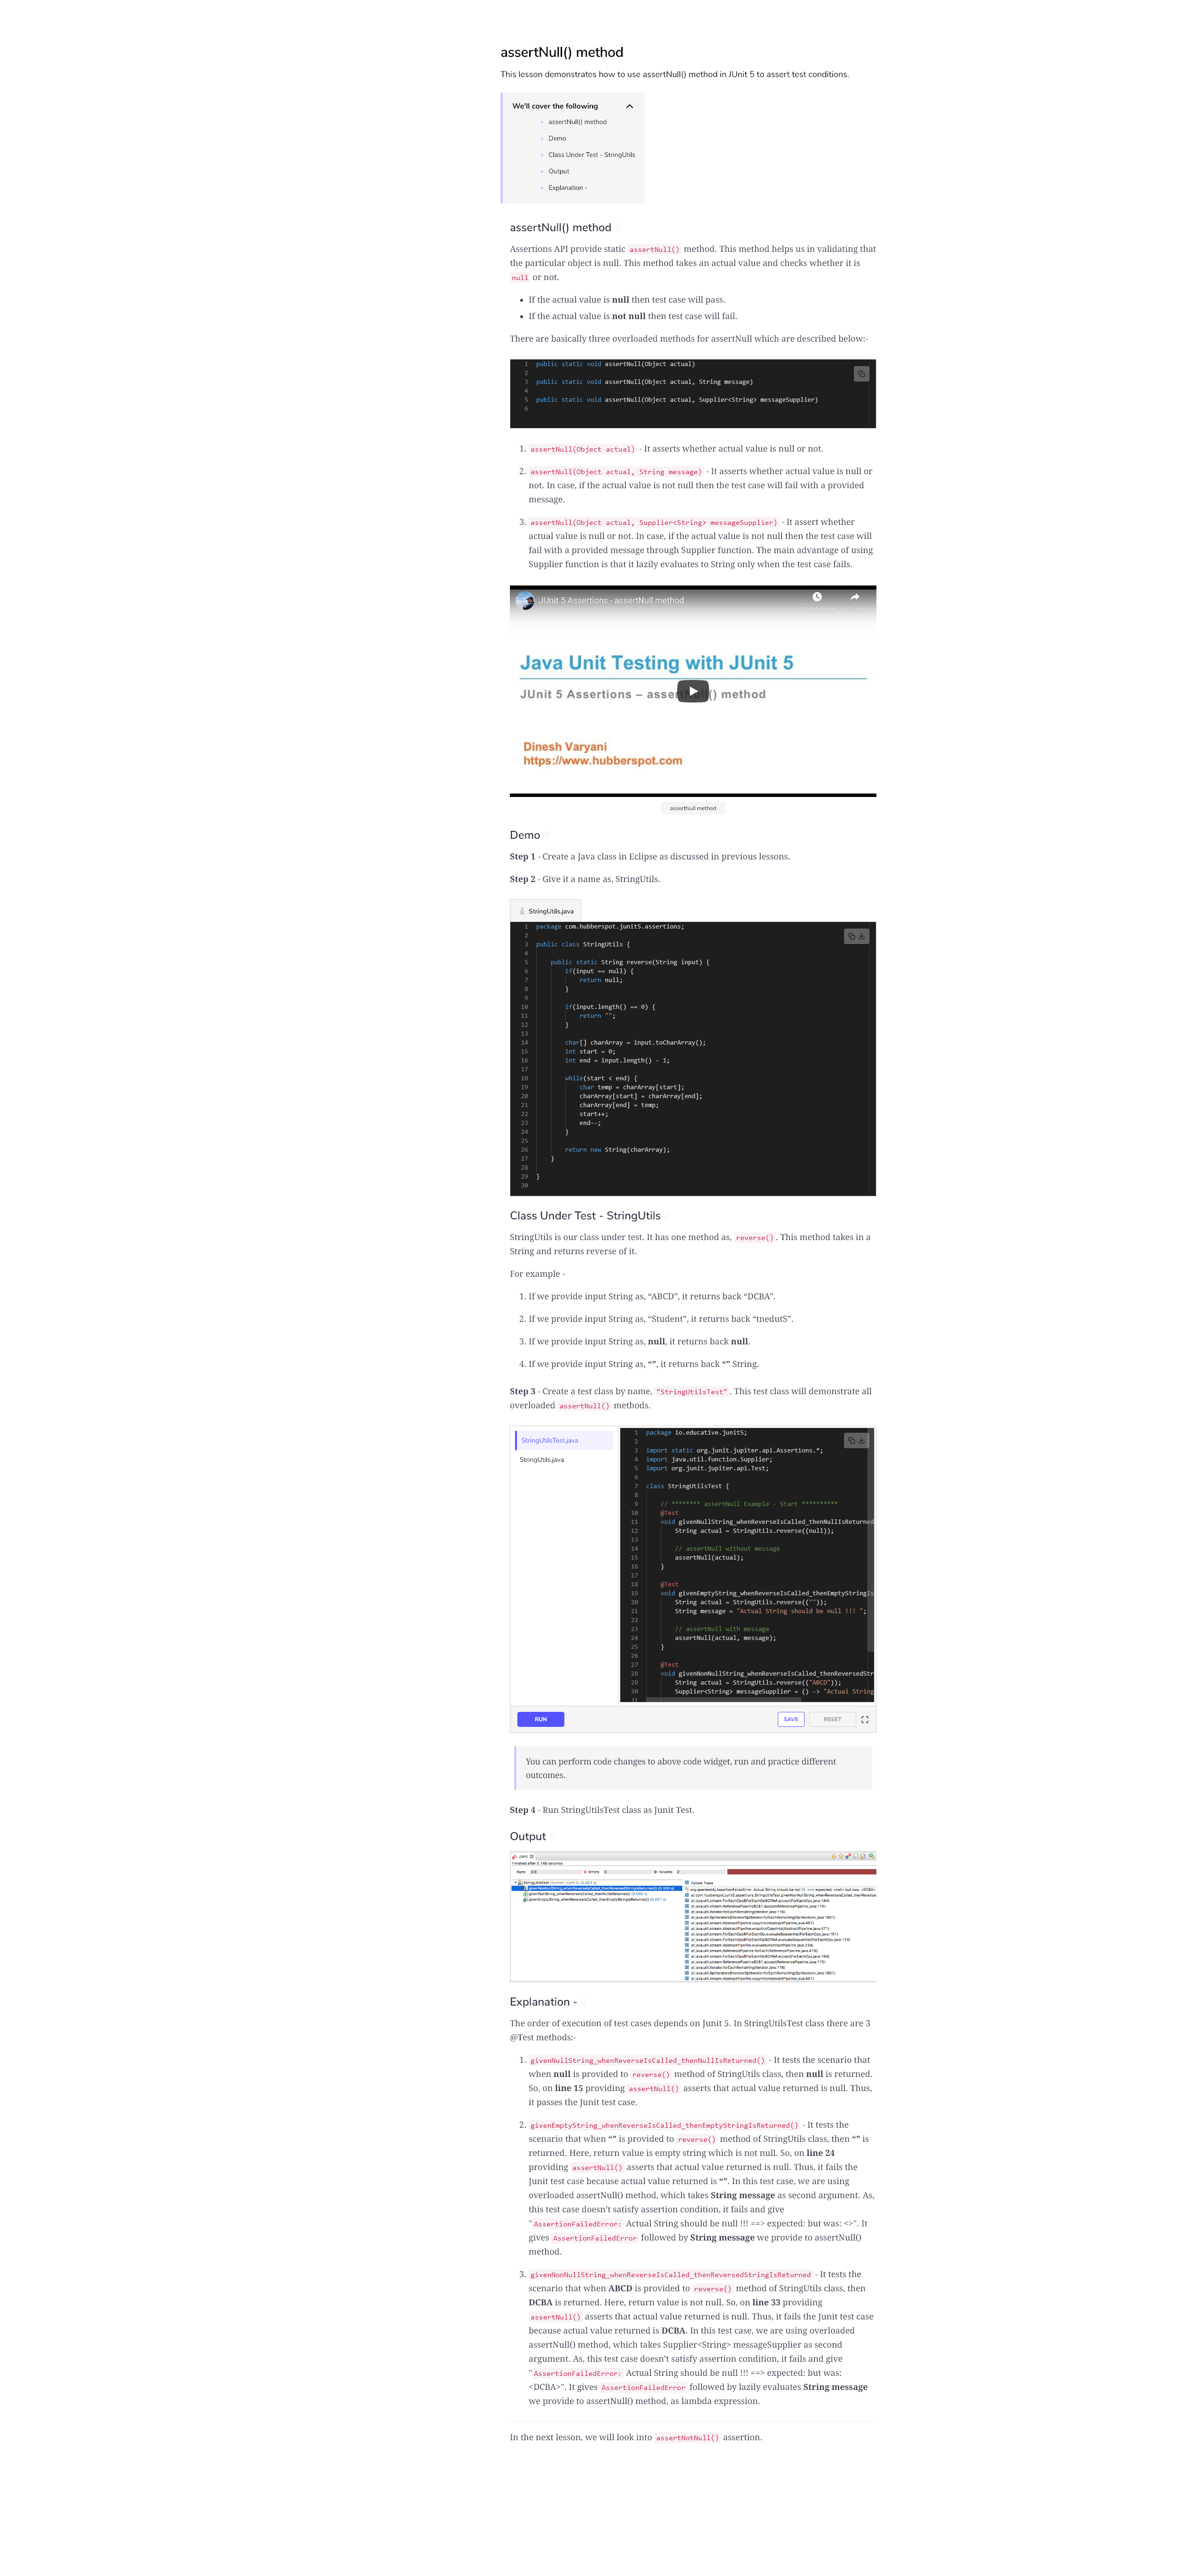 assertNull() method
This lesson demonstrates how to use assertNull() method in JUnit 5 to assert test conditions.
We'll cover the following
assertNull() method
Demo
Class Under Test - StringUtils
Output
Explanation -
assertNull() method
Assertions API provide static assertNull() method. This method helps us in validating that
the particular object is null. This method takes an actual value and checks whether it is
null or not.
If the actual value is null then test case will pass.
If the actual value is not null then test case will fail.
There are basically three overloaded methods for assertNull which are described below:-
1 public static void assertNull(Object actual)
2
3 public static void assertNull(Object actual, String message)
4
5 public static void assertNull(Object actual, Supplier<String> messageSupplier)
6
1. assertNull(Object actual) - It asserts whether actual value is null or not.
2. assertNull(Object actual, String message) - It asserts whether actual value is null or
not. In case, if the actual value is not null then the test case will fail with a provided
message.
3. assertNull(Object actual, Supplier<String> messageSupplier) - It assert whether
actual value is null or not. In case, if the actual value is not null then the test case will
fail with a provided message through Supplier function. The main advantage of using
Supplier function is that it lazily evaluates to String only when the test case fails.
JUnit 5 Assertions - assertNull method
Java Unit Testing with JUnit 5
JUnit 5 Assertions – assertNull() method
Dinesh Varyani
https://www.hubberspot.com
assertNull method
Demo
Step 1 - Create a Java class in Eclipse as discussed in previous lessons.
Step 2 - Give it a name as, StringUtils.
StringUtils.java
1 package com.hubberspot.junit5.assertions;
2
3 public class StringUtils {
4
5 public static String reverse(String input) {
6 if(input == null) {
7 return null;
8 }
9
10 if(input.length() == 0) {
11 return "";
12 }
13
14 char[] charArray = input.toCharArray();
15 int start = 0;
16 int end = input.length() - 1;
17
18 while(start < end) {
19 char temp = charArray[start];
20 charArray[start] = charArray[end];
21 charArray[end] = temp;
22 start++;
23 end--;
24 }
25
26 return new String(charArray);
27 }
28
29 }
30
Class Under Test - StringUtils
StringUtils is our class under test. It has one method as, reverse(). This method takes in a
String and returns reverse of it.
For example -
1. If we provide input String as, “ABCD”, it returns back “DCBA”.
2. If we provide input String as, “Student”, it returns back “tnedutS”.
3. If we provide input String as, null, it returns back null.
4. If we provide input String as, “”, it returns back “” String.
Step 3 - Create a test class by name, "StringUtilsTest". This test class will demonstrate all
overloaded assertNull() methods.
StringUtilsTest.java
StringUtils.java
1 package io.educative.junit5;
2
3 import static org.junit.jupiter.api.Assertions.*;
4 import java.util.function.Supplier;
5 import org.junit.jupiter.api.Test;
6
7 class StringUtilsTest {
8
9 // ******** assertNull Example - Start **********
10 @Test
11 void givenNullString_whenReverseIsCalled_thenNullIsReturned
12 String actual = StringUtils.reverse((null));
13
14 // assertNull without message
15 assertNull(actual);
16 }
17
18 @Test
19 void givenEmptyString_whenReverseIsCalled_thenEmptyStringIs
20 String actual = StringUtils.reverse((""));
21 String message = "Actual String should be null !!! ";
22
23 // assertNull with message
24 assertNull(actual, message);
25 }
26
27 @Test
28 void givenNonNullString_whenReverseIsCalled_thenReversedStr
29 String actual = StringUtils.reverse(("ABCD"));
30 Supplier<String> messageSupplier = () -> "Actual String
31
RUN
SAVE
RESET
You can perform code changes to above code widget, run and practice different
outcomes.
Step 4 - Run StringUtilsTest class as Junit Test.
Output
Failure Trace
Explanation -
The order of execution of test cases depends on Junit 5. In StringUtilsTest class there are 3
@Test methods:-
1. givenNullString_whenReverseIsCalled_thenNullIsReturned() - It tests the scenario that
when null is provided to reverse() method of StringUtils class, then null is returned.
So, on line 15 providing assertNull() asserts that actual value returned is null. Thus,
it passes the Junit test case.
2. givenEmptyString_whenReverseIsCalled_thenEmptyStringIsReturned() - It tests the
scenario that when “” is provided to reverse() method of StringUtils class, then “” is
returned. Here, return value is empty string which is not null. So, on line 24
providing assertNull() asserts that actual value returned is null. Thus, it fails the
Junit test case because actual value returned is “”. In this test case, we are using
overloaded assertNull() method, which takes String message as second argument. As,
this test case doesn’t satisfy assertion condition, it fails and give
"AssertionFailedError: Actual String should be null !!! ==> expected: but was: <>". It
gives AssertionFailedError followed by String message we provide to assertNull()
method.
3. givenNonNullString_whenReverseIsCalled_thenReversedStringIsReturned - It tests the
scenario that when ABCD is provided to reverse() method of StringUtils class, then
DCBA is returned. Here, return value is not null. So, on line 33 providing
assertNull() asserts that actual value returned is null. Thus, it fails the Junit test case
because actual value returned is DCBA. In this test case, we are using overloaded
assertNull() method, which takes Supplier<String> messageSupplier as second
argument. As, this test case doesn’t satisfy assertion condition, it fails and give
"AssertionFailedError: Actual String should be null !!! ==> expected: but was:
<DCBA>". It gives AssertionFailedError followed by lazily evaluates String message
we provide to assertNull() method, as lambda expression.
In the next lesson, we will look into assertNotNull() assertion.